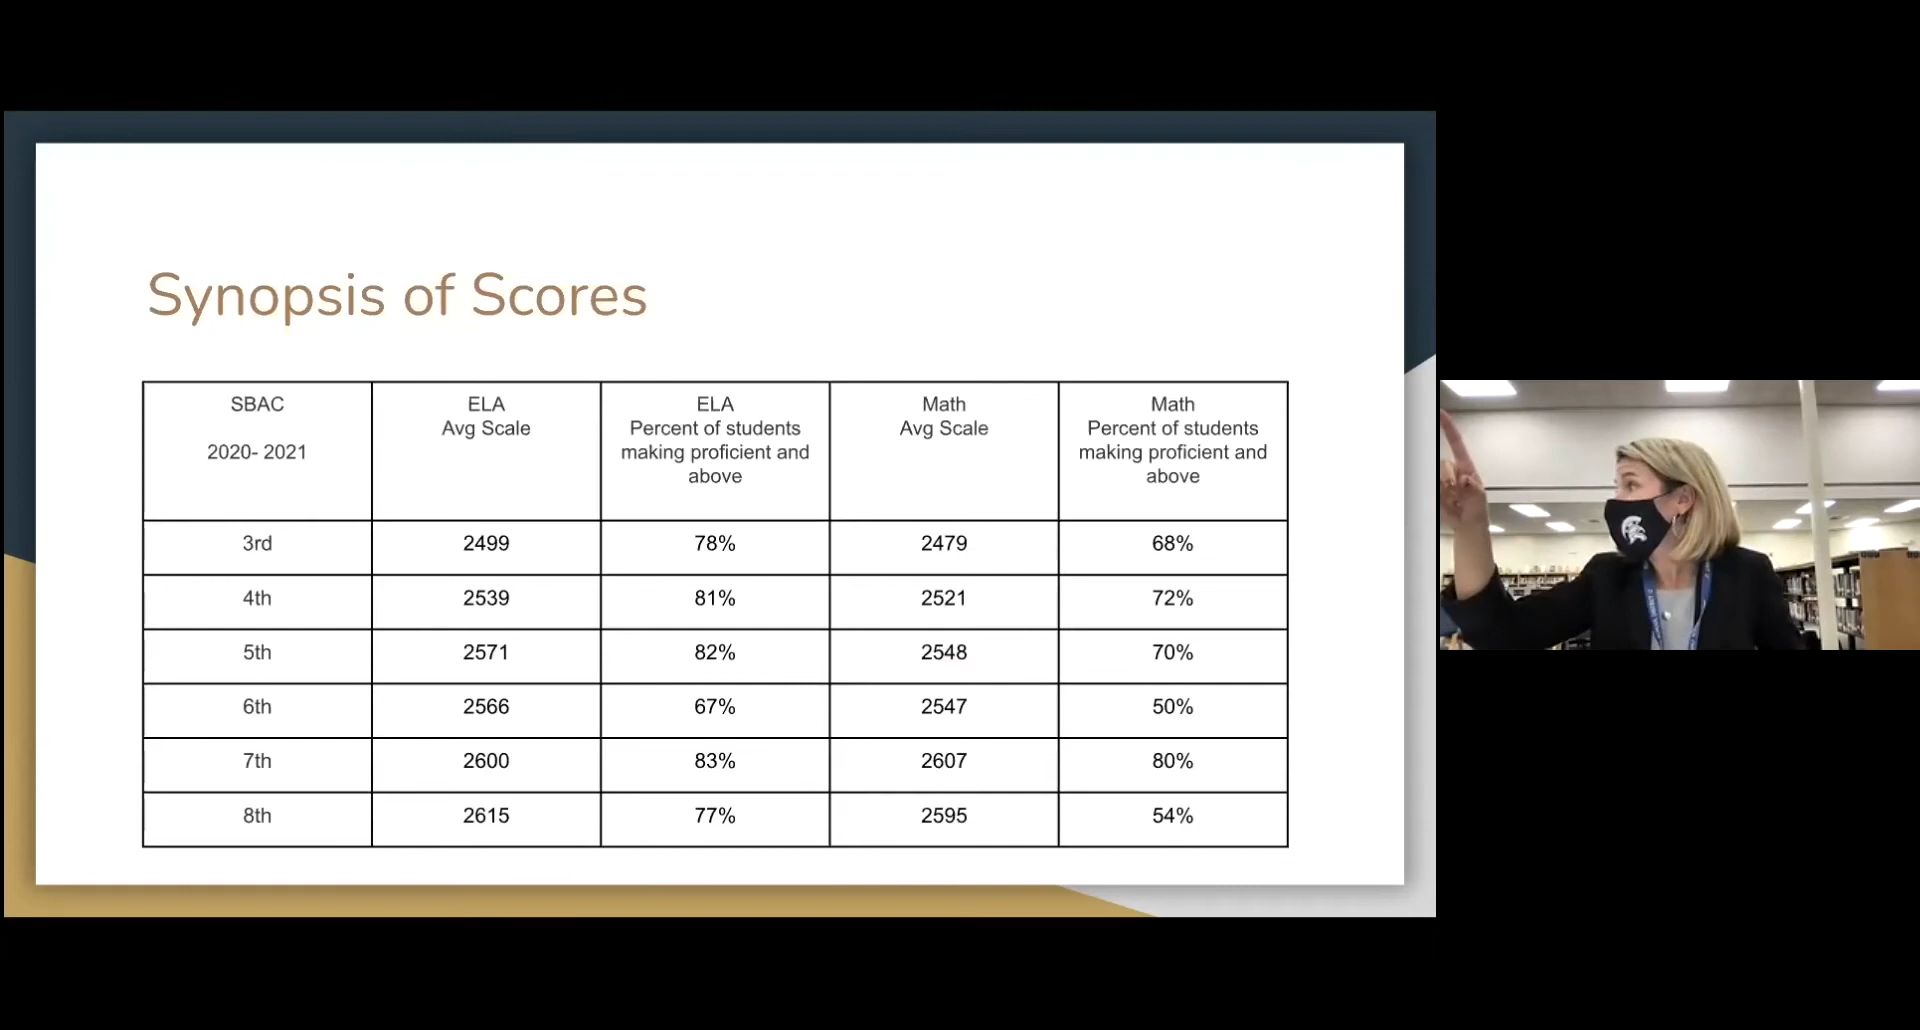 Synopsis of Scores
SBAC
2020- 2021
ELA
Avg Scale
ELA
Percent of students
making proficient and
above
Math
Avg Scale
Math
Percent of students
making proficient and
above
3rd 2499 78% 2479 68%
4th 2539 81% 2521 72%
5th 2571 82% 2548 70%
6th 2566 67% 2547 50%
7th 2600 83% 2607 80%
8th 2615 77% 2595 54%